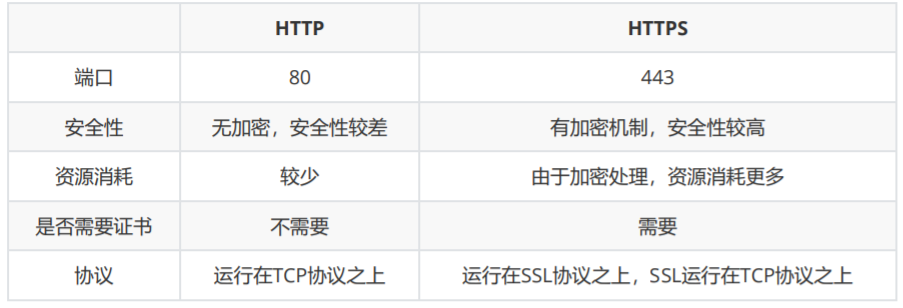 HTTP HTTPS
端口 80 443
安全性 无加密，安全性较差 有加密机制，安全性较高
资源消耗 较少 由于加密处理，资源消耗更多
是否需要证书 不需要 需要
协议 运行在TCP协议之上 运行在SSL协议之上，SSL运行在TCP协议之上